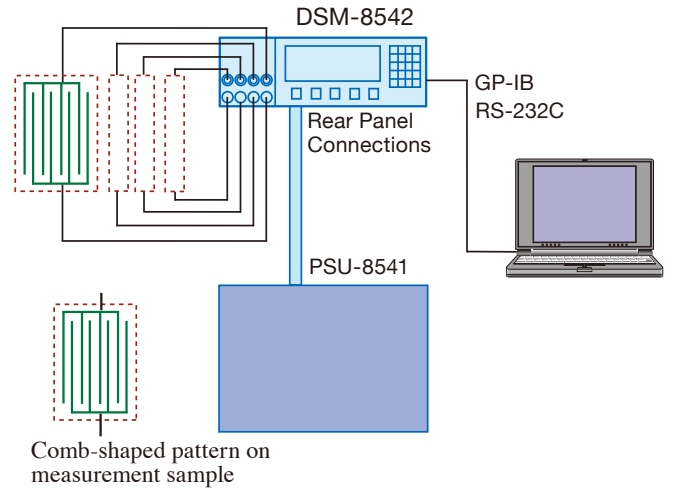 DSM-8542
GP-IB
RS-232C
Rear Panel
Connections
PSU-8541
Comb-shaped pattern on
measurement sample